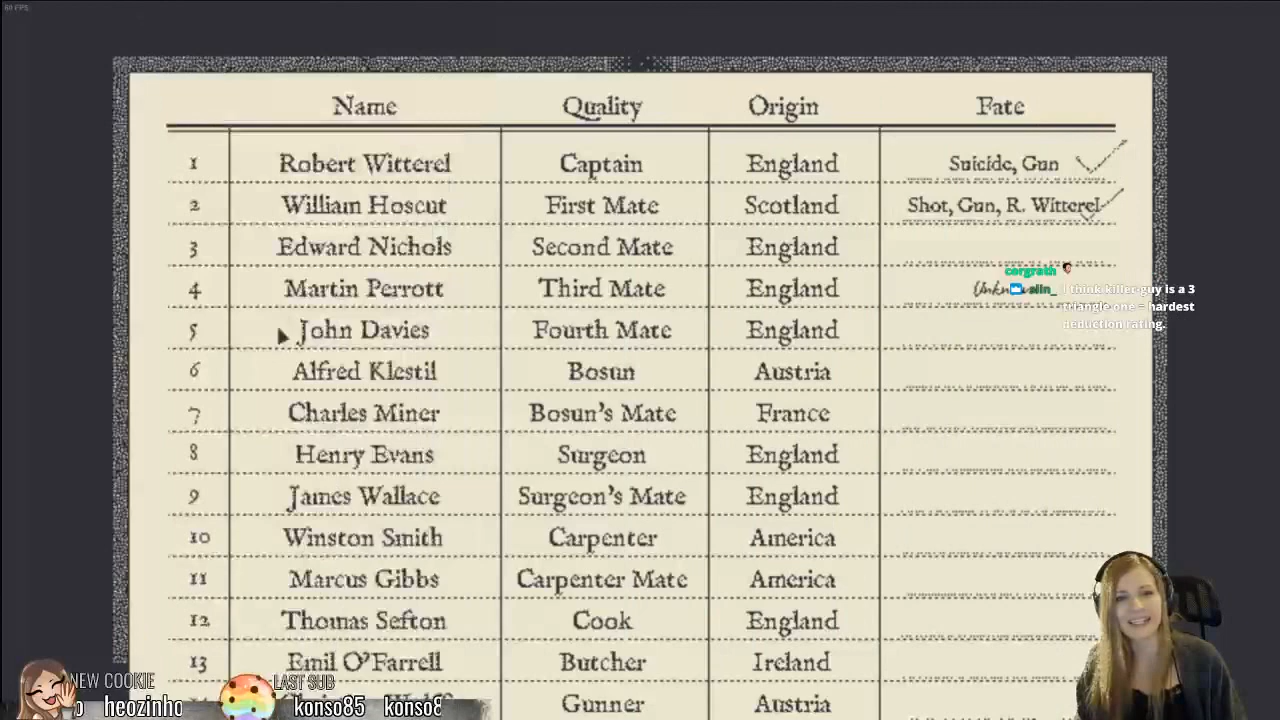 60 FPS
Name Quality Origin Fate
1 Robert Witterel Captain England Suicide, Gun
2 William Hoscut First Mate Scotland Shot, Gun, R. Witterel
3 Edward Nichols Second Mate England
4 Martin Perrott Third Mate England
5 John Davies Fourth Mate England
6 Alfred Klestil Bosun Austria
7 Charles Miner Bosun's Mate France
8 Henry Evans Surgeon England
9 James Wallace Surgeon's Mate England
10 Winston Smith Carpenter America
11 Marcus Gibbs Carpenter Mate America
12 Thomas Sefton Cook England
13 Emil O'Farrell Butcher Ireland
Gunner Austria
corgrath
I think killer guy is a 3
triangle one = hardest
deduction rating.
NEW COOKIE
heozinho
LAST SUB
konso85 konso8